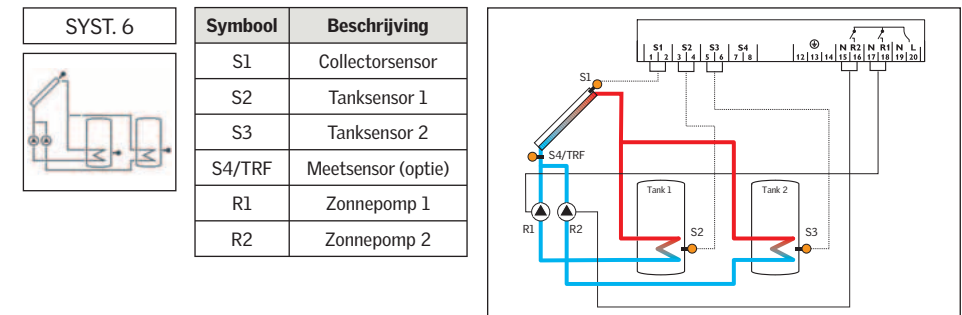 SYST. 6
Symbool Beschrijving
S1 Collectorsensor
S2 Tanksensor 1
S3 Tanksensor 2
S4/TRF Meetsensor (optie)
R1 Zonnepomp 1
R2 Zonnepomp 2
S1 S2 S3 S4 N R2 N R1 N L
1 2 3 4 5 6 7 8 12 13 14 15 16 17 18 19 20
S1
S4/TRF
Tank 1 Tank 2
R1 R2 S2 S3